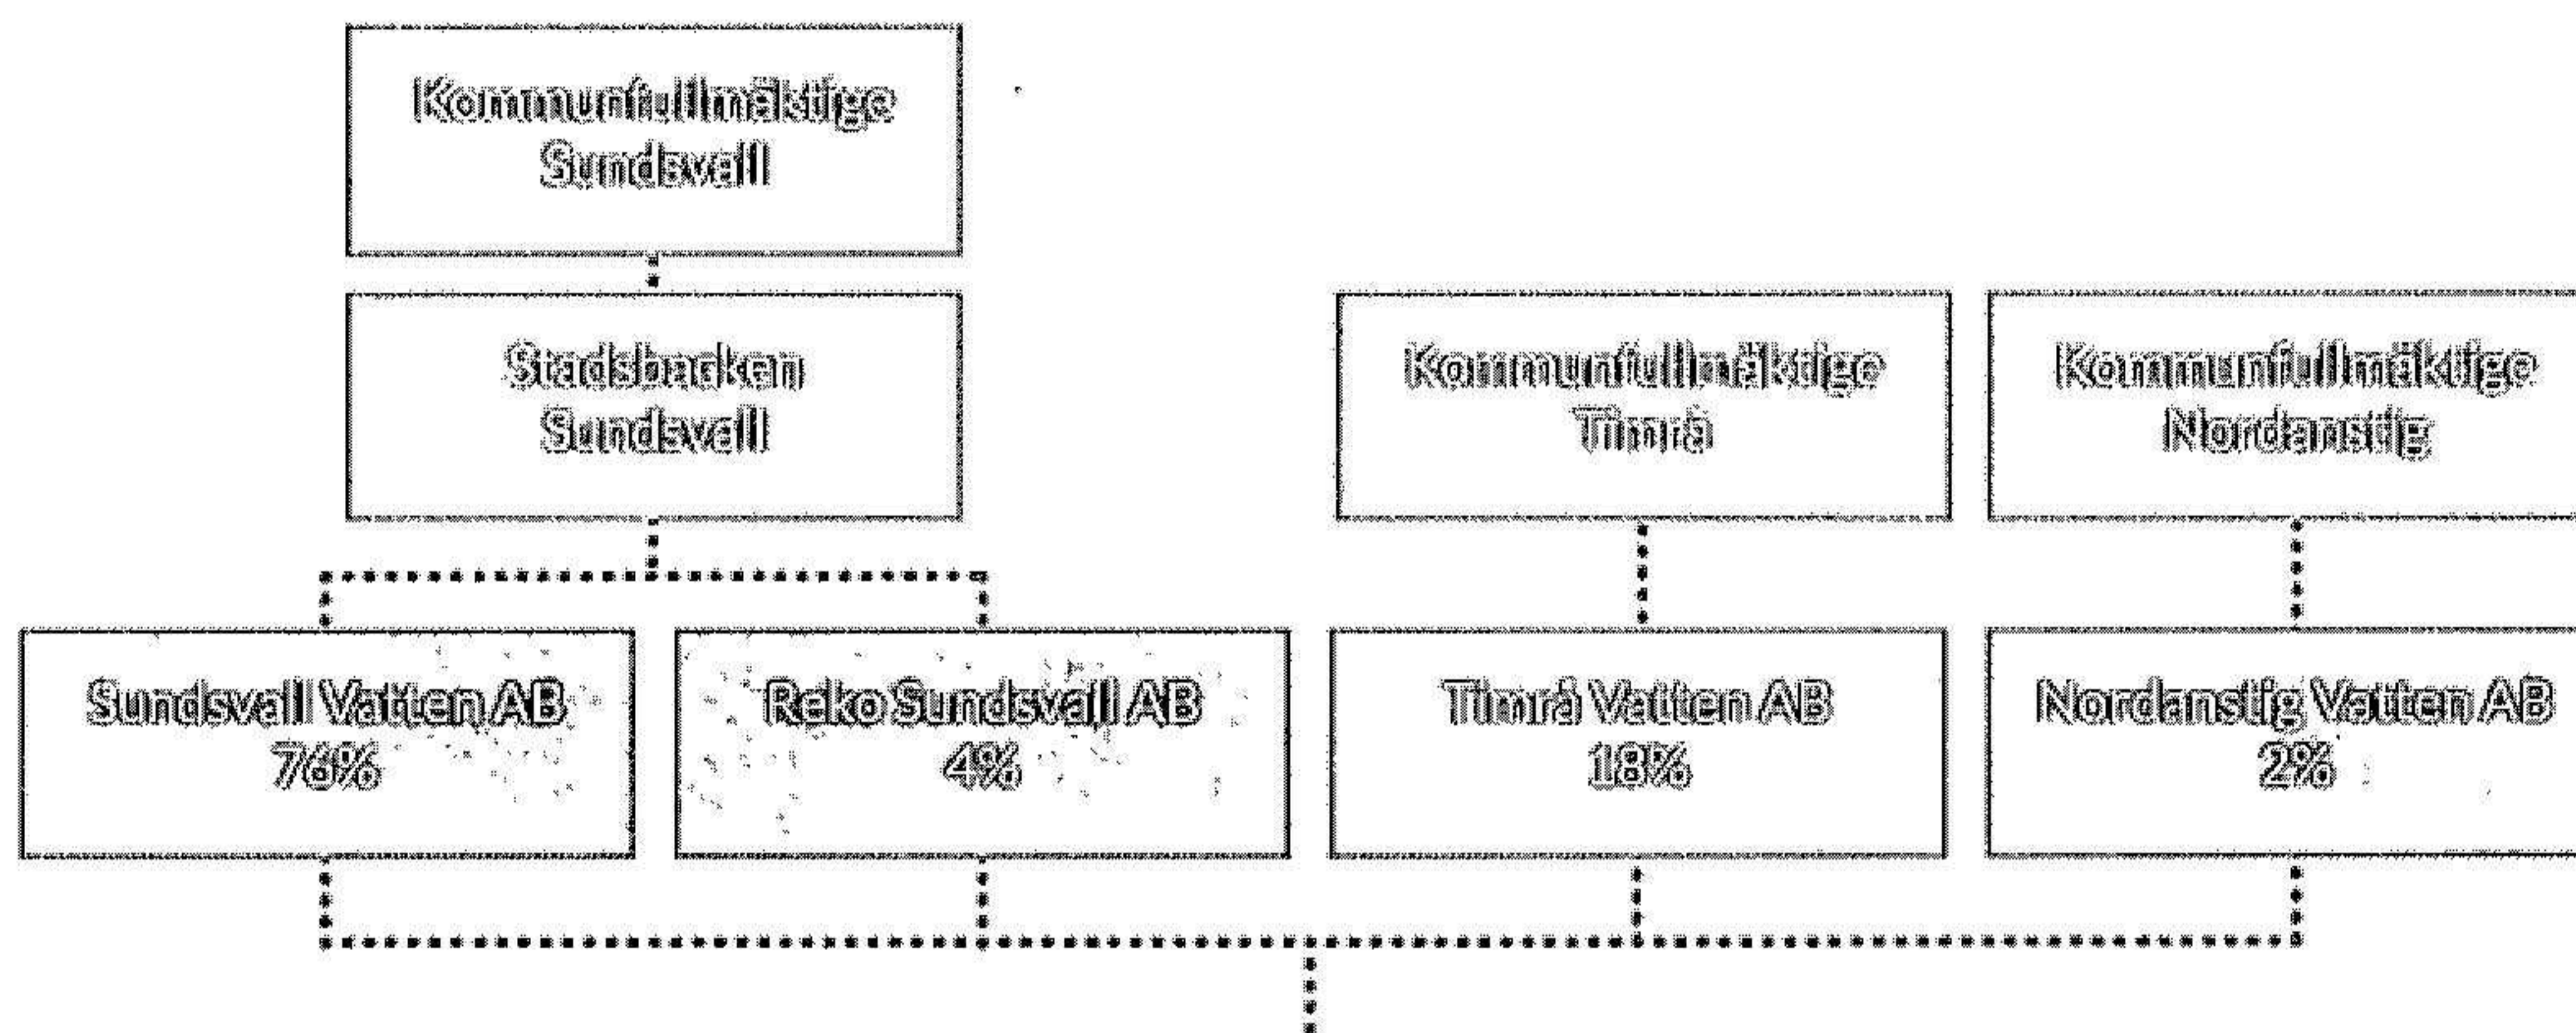 Kommunfullmäktige
Sundsvall
Stadsbacken
Sundsvall
Kommunfullmäktige
Timrå
Kommunfullmäktige
Nordanstig
Sundsvall Vatten AB
76%
Reko Sundsvall AB
4%
Timrå Vatten AB
18%
Nordanstig Vatten AB
2%